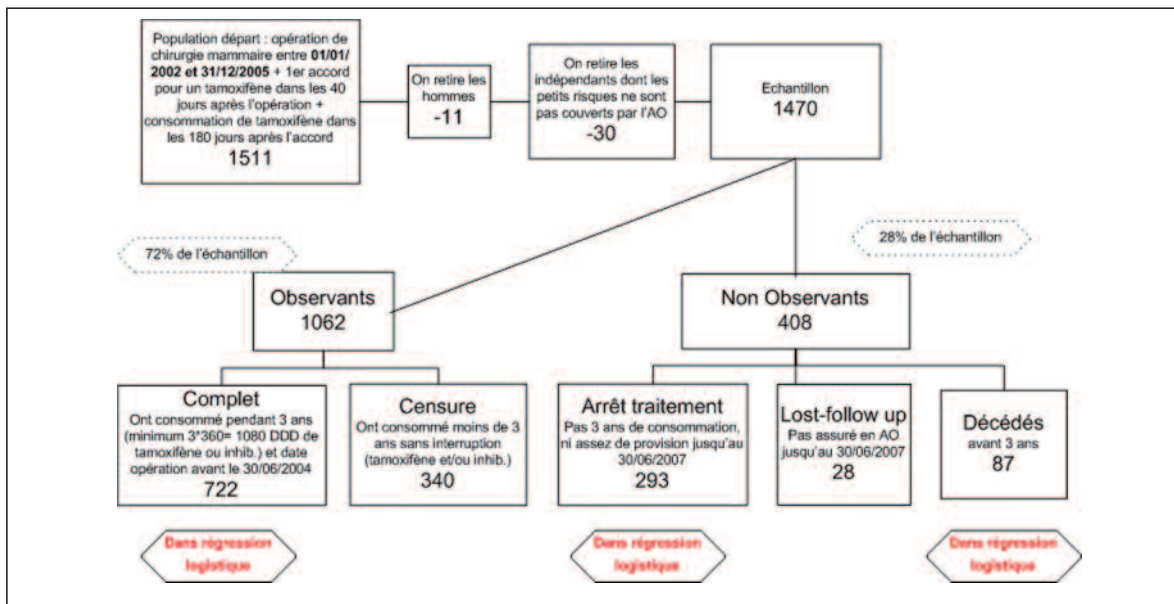 Population départ : opération de
chirurgie mammaire entre 01/01/
2002 et 31/12/2005 + 1er accord
pour un tamoxifène dans les 40
jours après l'opération +
consommation de tamoxifène dans
les 180 jours après l'accord
1511
On retire les
hommes
-11
On retire les
indépendants dont les
petits risques ne sont
pas couverts par l'AO
-30
Echantillon
1470
72% de l'échantillon
28% de l'échantillon
Observants
1062
Non Observants
408
Complet
Ont consommé pendant 3 ans
(minimum 3*360= 1080 DDD de
tamoxifène ou inhib.) et date
opération avant le 30/06/2004
722
Censure
Ont consommé moins de 3
ans sans interruption
(tamoxifène et/ou inhib.)
340
Arrêt traitement
Pas 3 ans de consommation,
ni assez de provision jusqu'au
30/06/2007
293
Lost-follow up
Pas assuré en AO
jusqu'au 30/06/2007
28
Décédés
avant 3 ans
87
Dans régression
logistique
Dans régression
logistique
Dans régression
logistique